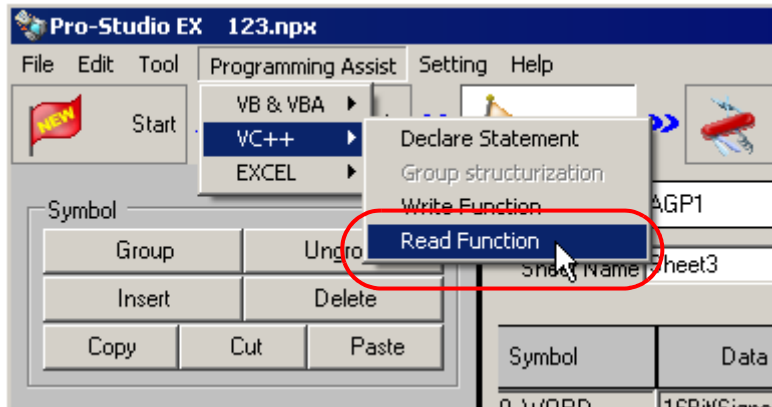 Pro-Studio EX 123.npx
File Edit Tool Programming Assist Setting Help
NEW Start
VB & VBA
VC++
EXCEL
Declare Statement
Group structurization
Write Function
Read Function
Symbol
Group
Insert Delete
Copy Cut Paste
AGP1
Sheet Name Sheet3
Symbol Data